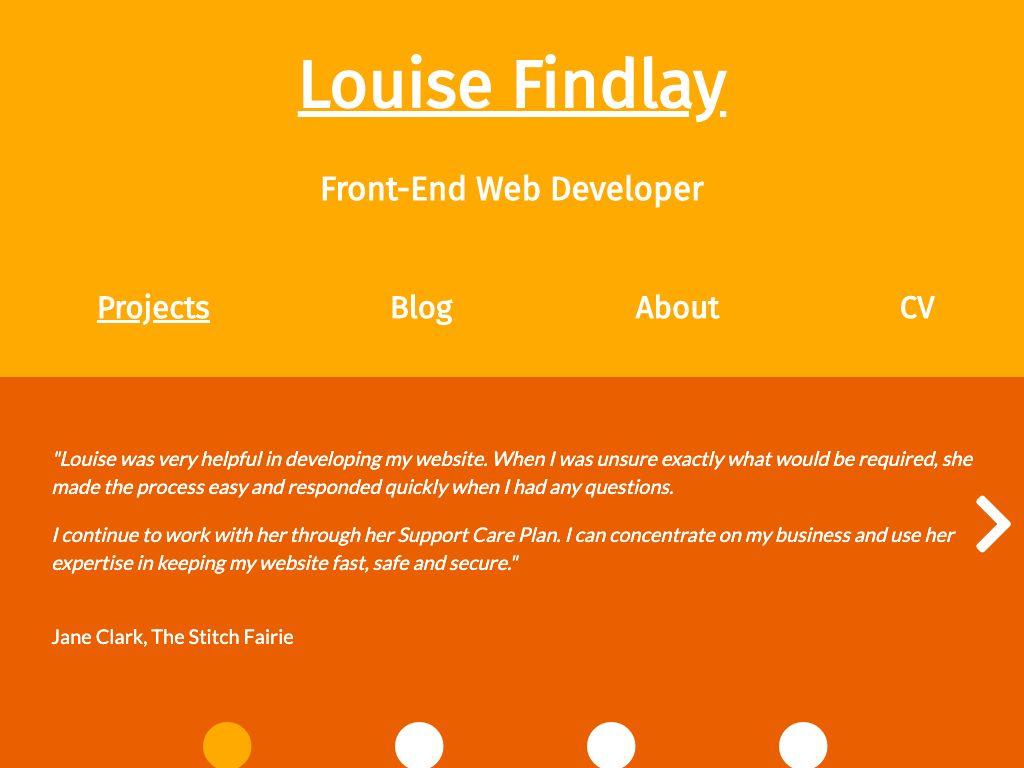 Louise Findlay
Front-End Web Developer
Projects Blog About CV
"Louise was very helpful in developing my website. When I was unsure exactly what would be required, she
made the process easy and responded quickly when I had any questions.
I continue to work with her through her Support Care Plan. I can concentrate on my business and use her
expertise in keeping my website fast, safe and secure."
Jane Clark, The Stitch Fairie